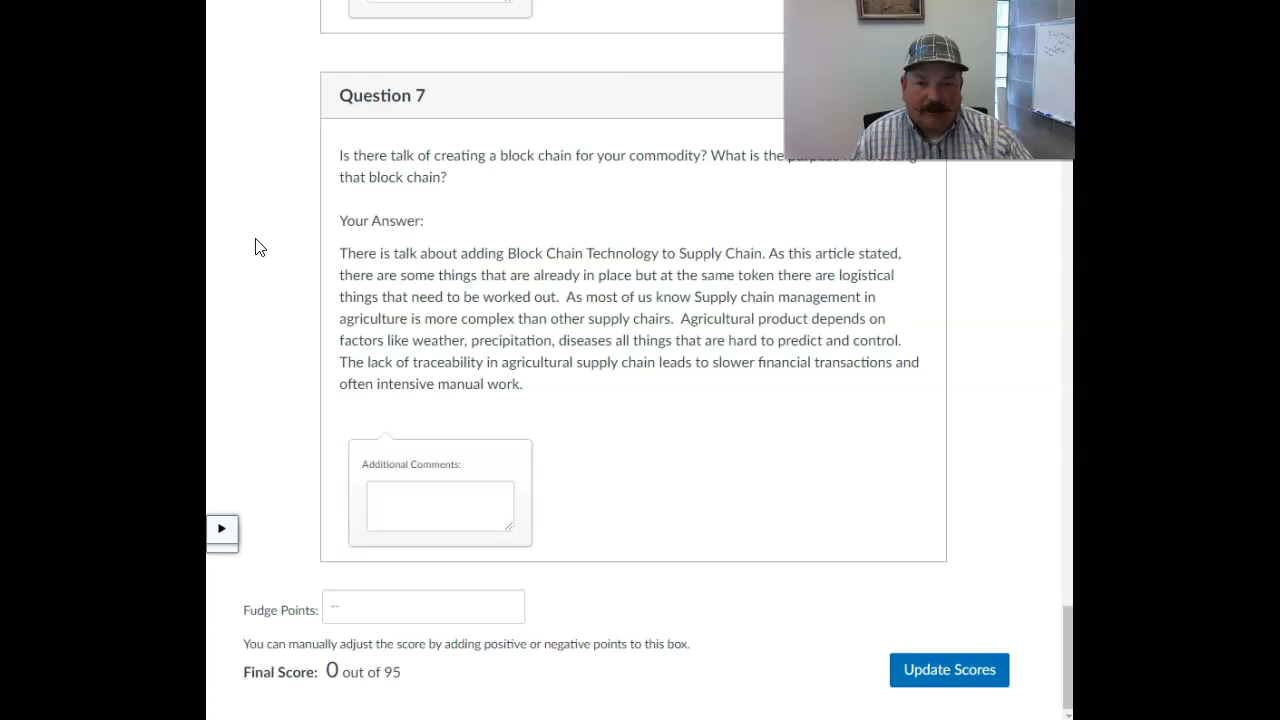 Question 7
Is there talk of creating a block chain for your commodity? What is the
that block chain?
Your Answer:
There is talk about adding Block Chain Technology to Supply Chain. As this article stated,
there are some things that are already in place but at the same token there are logistical
things that need to be worked out.  As most of us know Supply chain management in
agriculture is more complex than other supply chairs.  Agricultural product depends on
factors like weather, precipitation, diseases all things that are hard to predict and control.
The lack of traceability in agricultural supply chain leads to slower financial transactions and
often intensive manual work.
Additional Comments:
Fudge Points: --
You can manually adjust the score by adding positive or negative points to this box.
Final Score: 0 out of 95
Update Scores